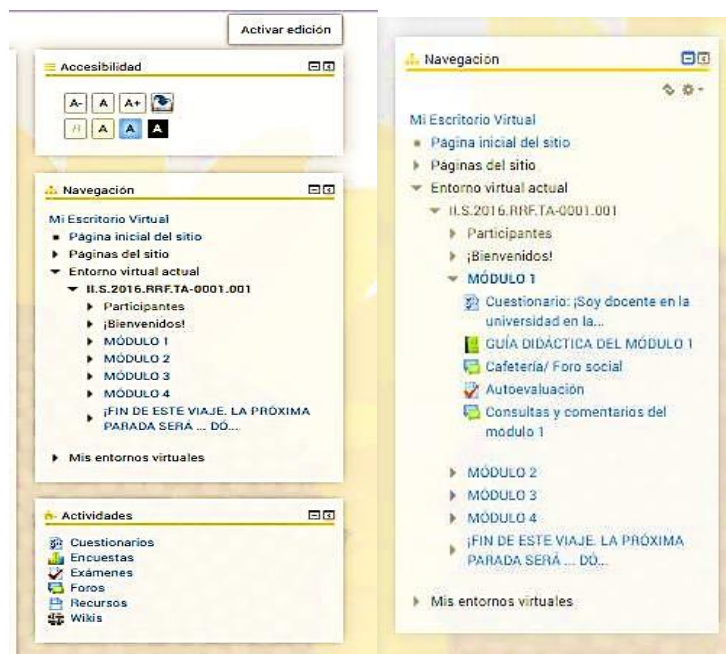 Activar edición
Accesibilidad
A- A A+
A A A A
Navegación
Mi Escritorio Virtual
Página inicial del sitio
Páginas del sitio
Entorno virtual actual
II.S.2016.RRF.TA-0001.001
Participantes
¡Bienvenidos!
MÓDULO 1
MÓDULO 2
MÓDULO 3
MÓDULO 4
¡FIN DE ESTE VIAJE. LA PRÓXIMA
PARADA SERÁ ... DÓ...
Mis entornos virtuales
Actividades
Cuestionarios
Encuestas
Exámenes
Foros
Recursos
Wikis
Navegación
Mi Escritorio Virtual
Página inicial del sitio
Páginas del sitio
Entorno virtual actual
II.S.2016.RRF.TA-0001.001
Participantes
¡Bienvenidos!
MÓDULO 1
Cuestionario: ¡Soy docente en la
universidad en la...
GUÍA DIDÁCTICA DEL MÓDULO 1
Cafetería/ Foro social
Autoevaluación
Consultas y comentarios del
módulo 1
MÓDULO 2
MÓDULO 3
MÓDULO 4
¡FIN DE ESTE VIAJE. LA PRÓXIMA
PARADA SERÁ ... DÓ...
Mis entornos virtuales